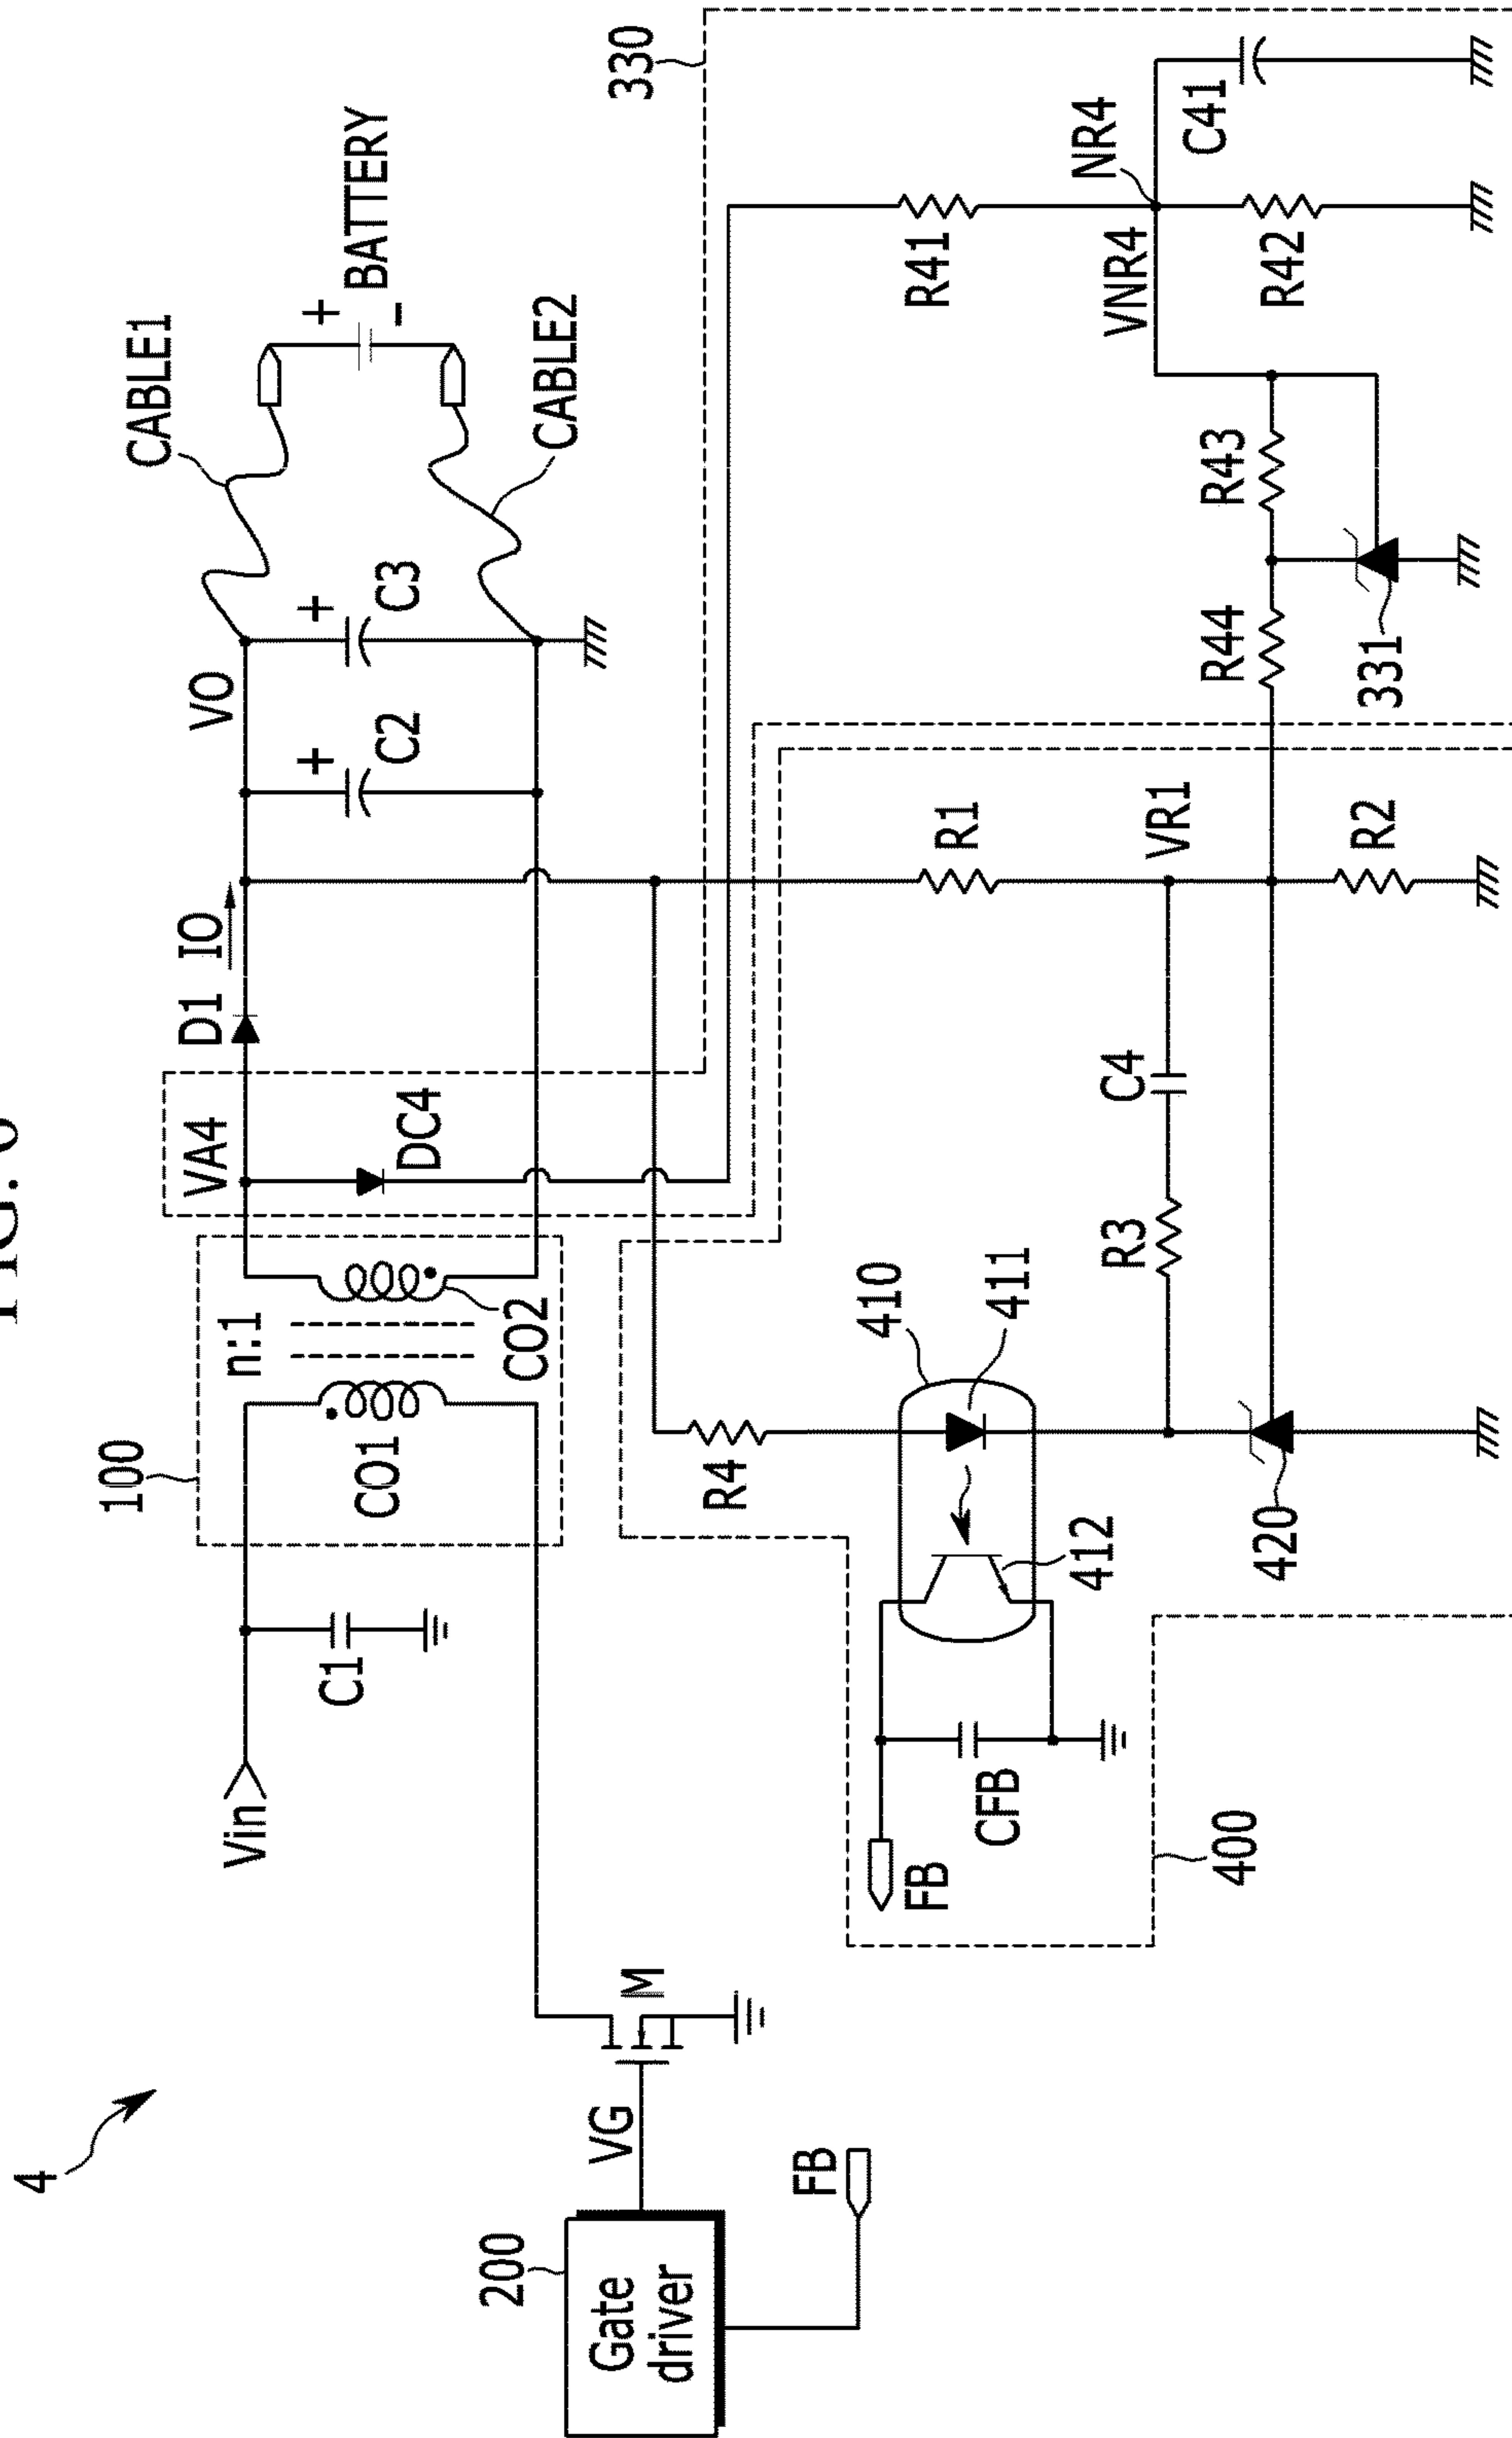 FIG. 6
4
100
n:1
VA4
D1
IO
VO
CABLE1
BATTERY
+
-
Vin
C1
CO1
CO2
DC4
+
C2
+
C3
CABLE2
330
200
Gate
driver
VG
M
FB
R4
410
411
412
FB
CFB
400
420
R3
C4
R1
VR1
R2
R41
NR4
VNR4
C41
R42
R43
R44
331